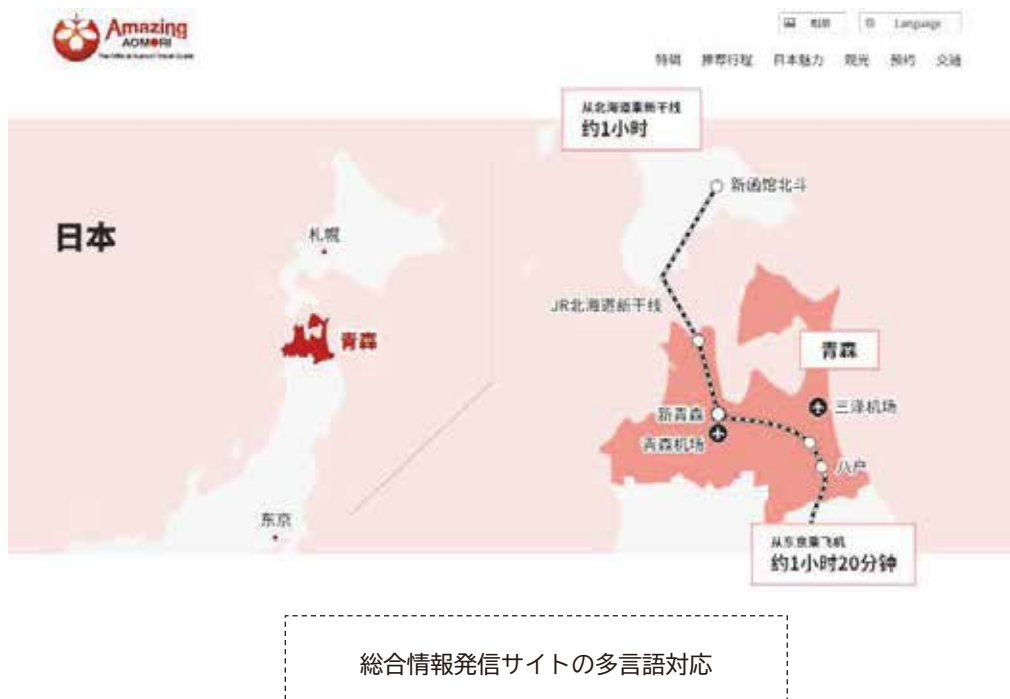 Amazing
AOMORI
Language
特辑 推荐行程 日本魅力 观光 预约 交通
从北海道乘新干线
约1小时
新函馆北斗
日本
札幌
JR北海道新干线
青森
青森
三泽机场
新青森
青森机场
八户
东京
从东京乘飞机
约1小时20分钟
総合情報発信サイトの多言語対応